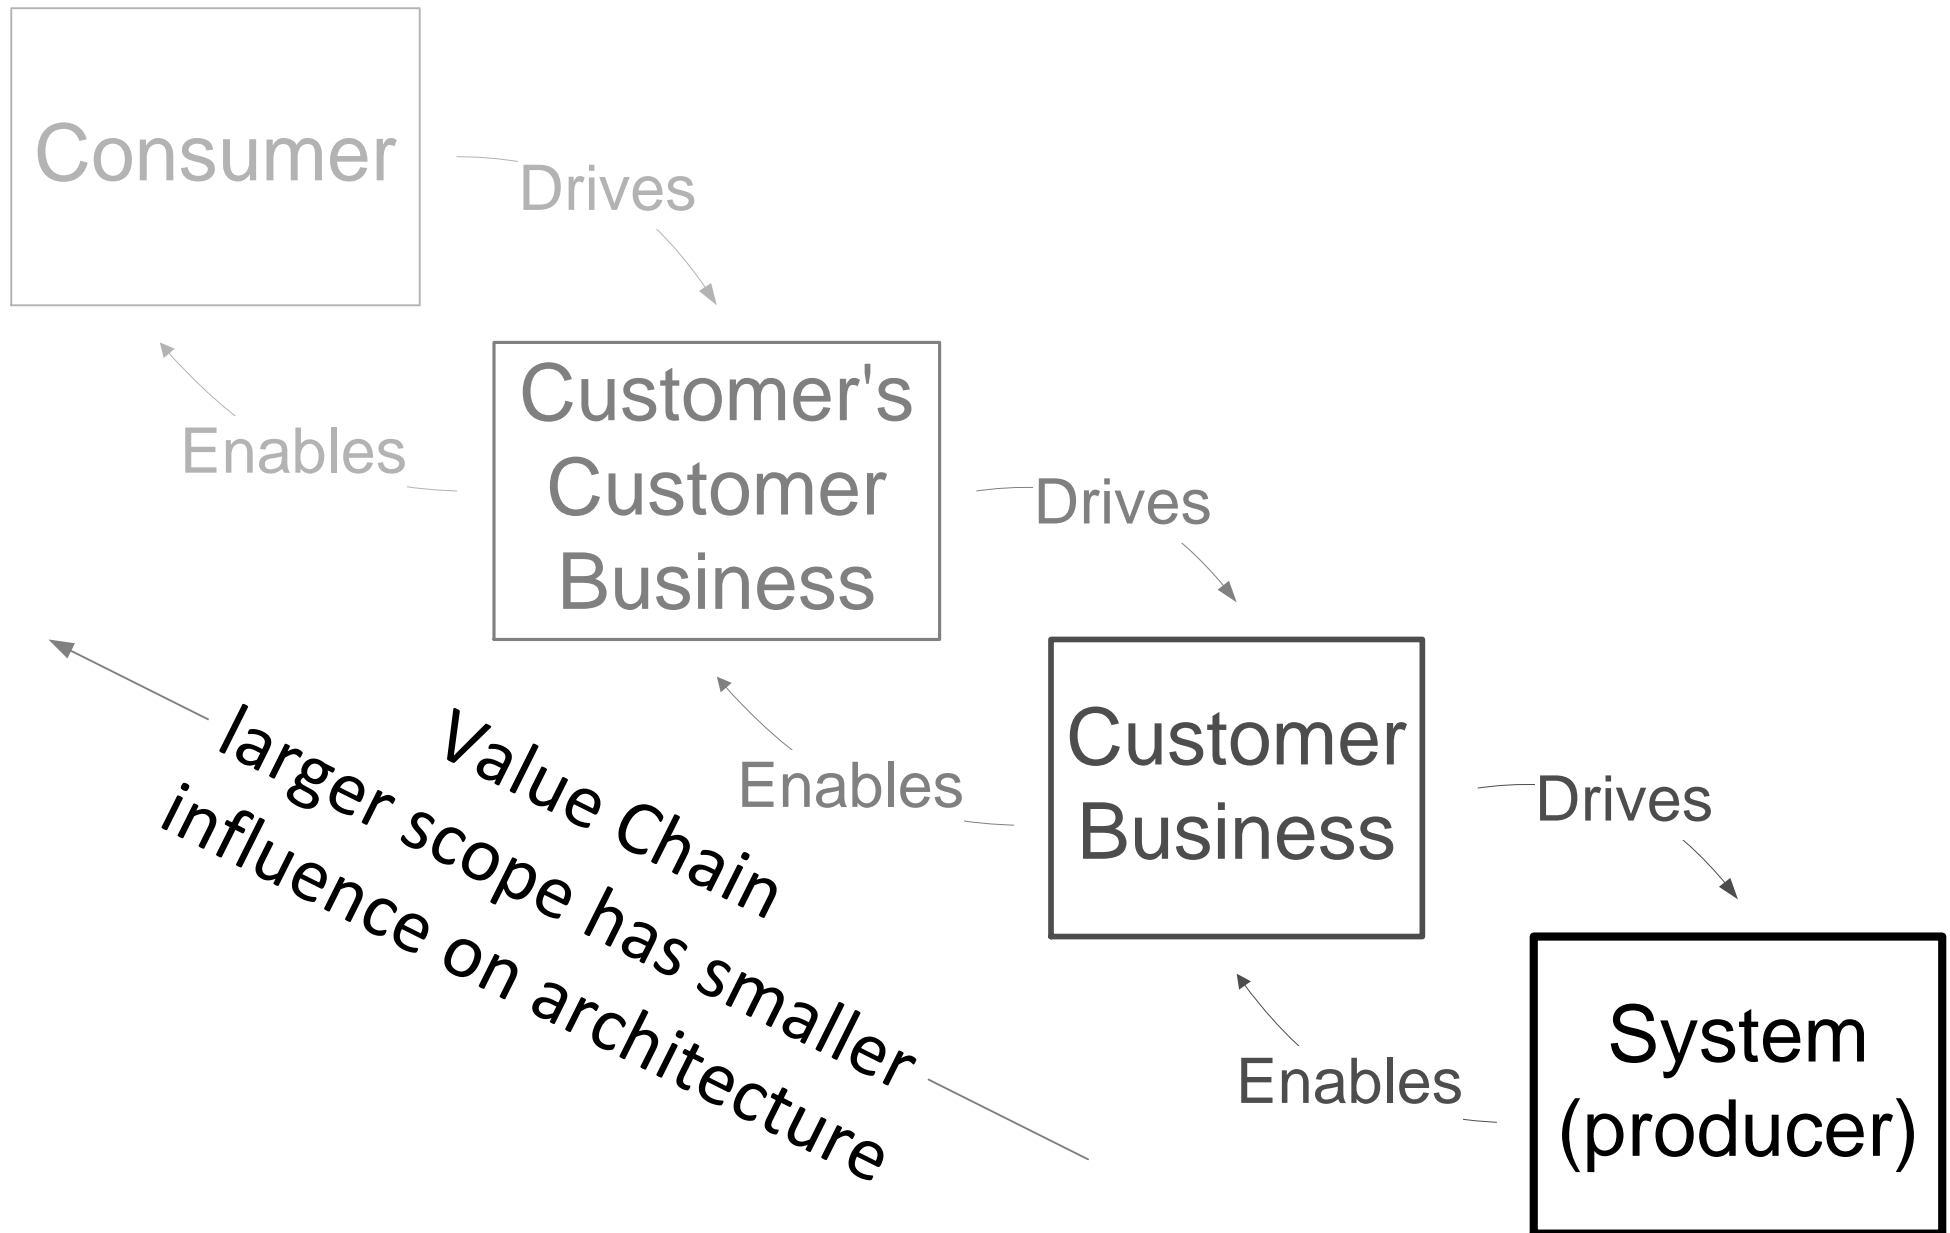 Consumer
Drives
Enables
Customer's
Customer
Business
Drives
Enables
Customer
Business
Drives
Enables
System
(producer)
Value Chain
larger scope has smaller
influence on architecture